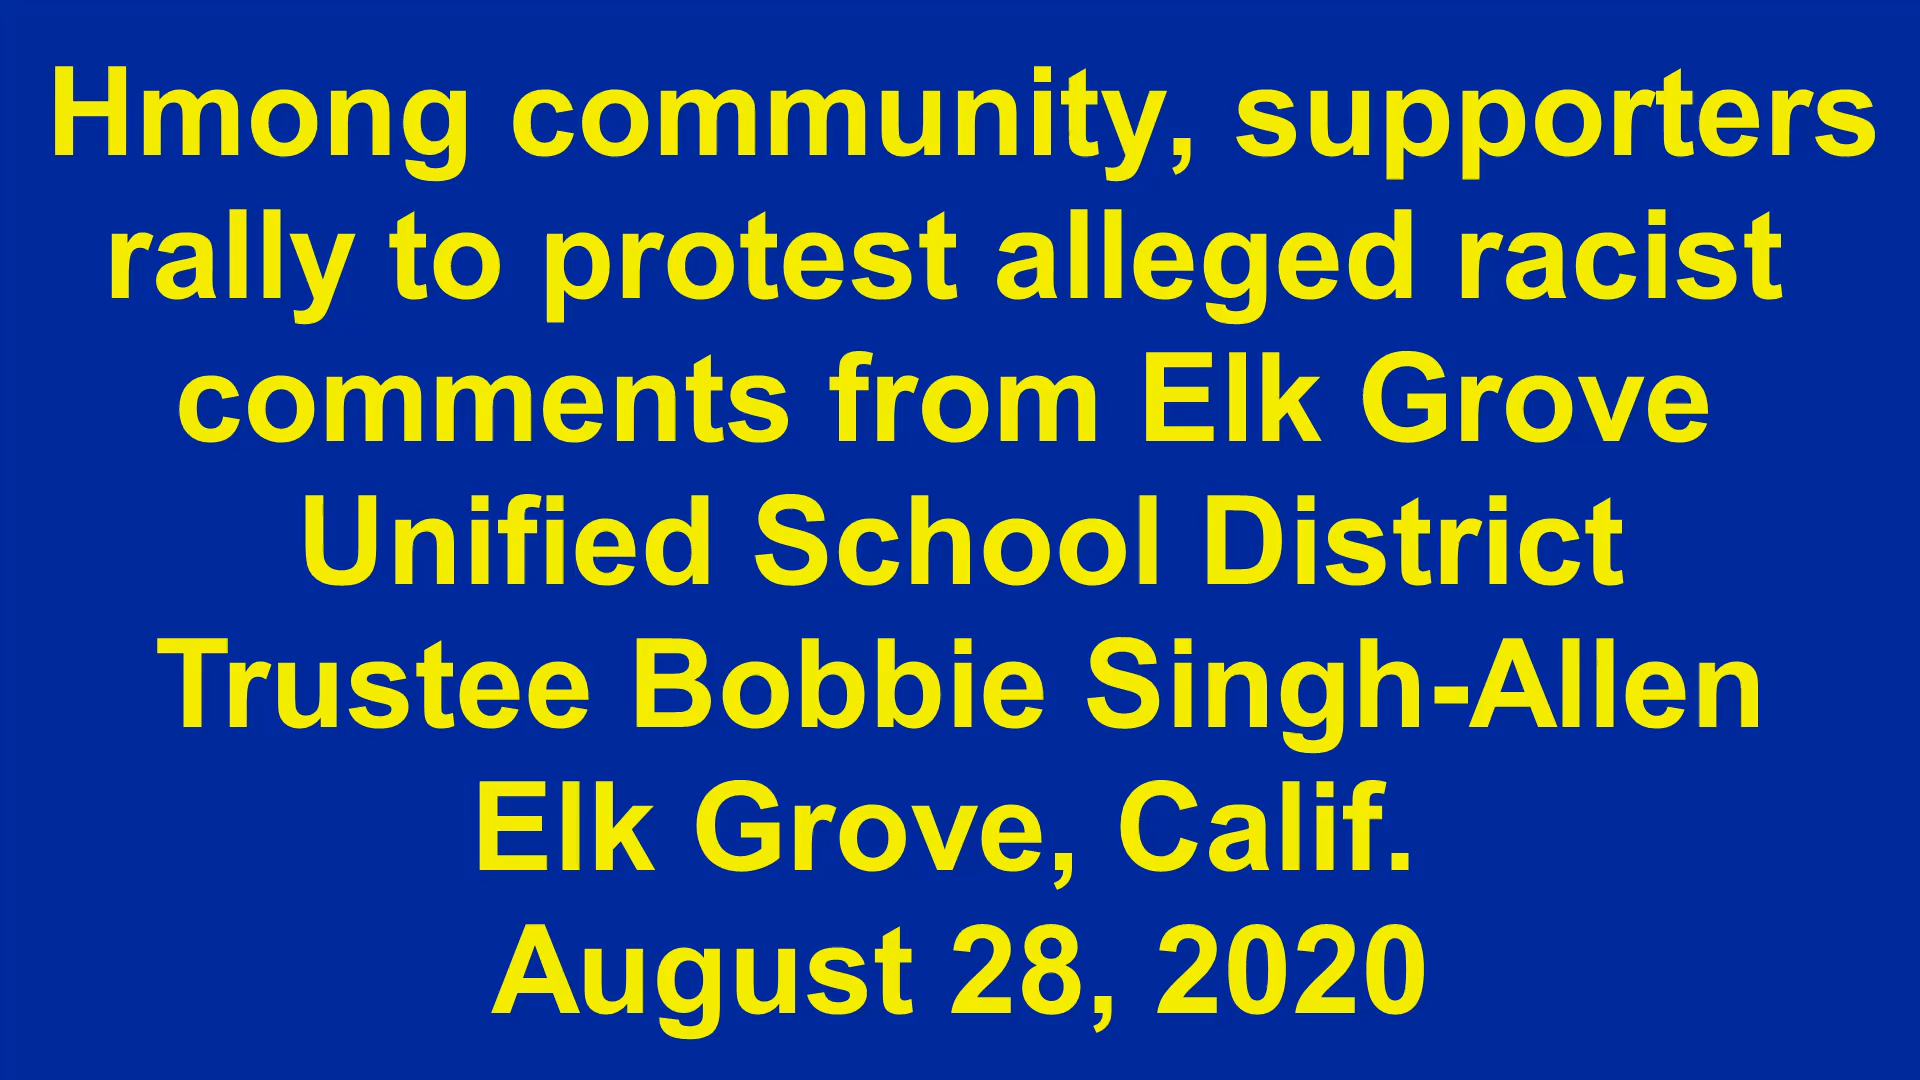 Hmong community, supporters
rally to protest alleged racist
comments from Elk Grove
Unified School District
Trustee Bobbie Singh-Allen
Elk Grove, Calif.
August 28, 2020